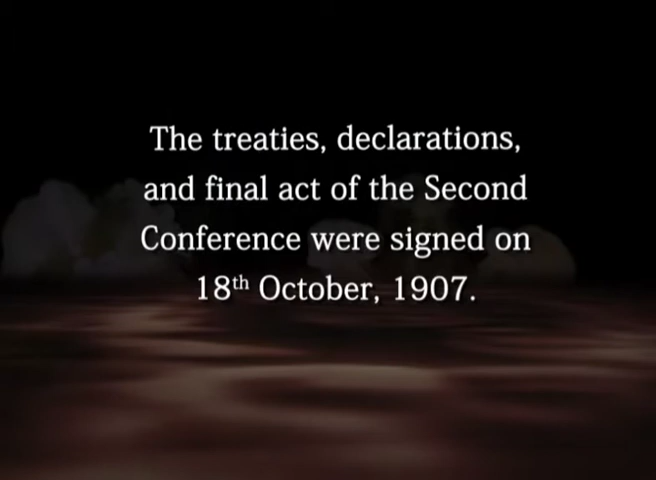 The treaties, declarations,
and final act of the Second
Conference were signed on
18th October, 1907.